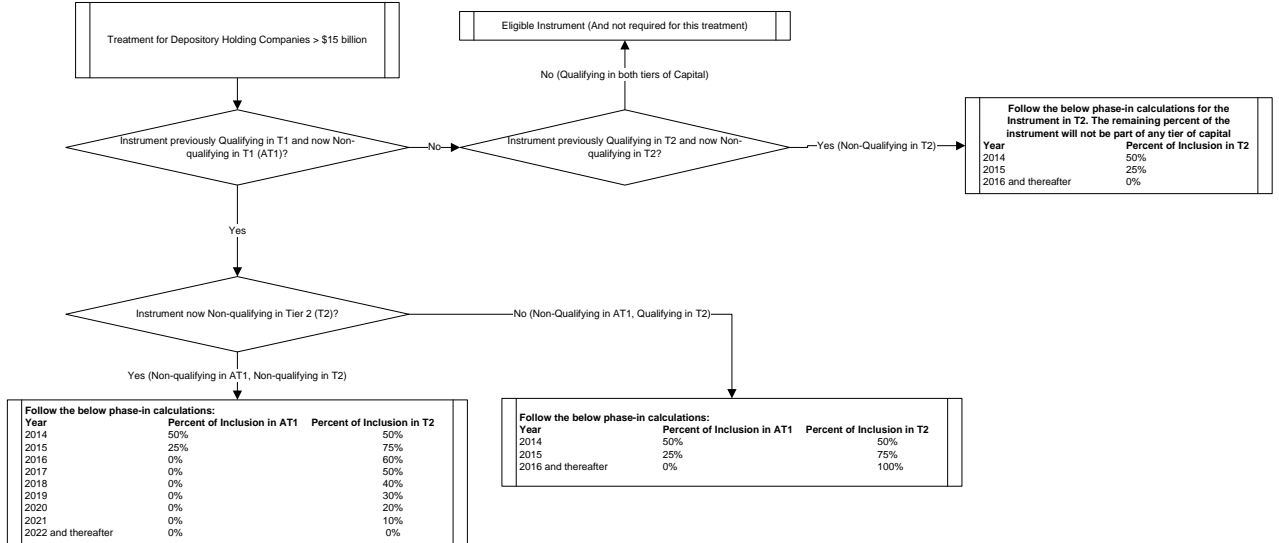 Treatment for Depository Holding Companies > $15 billion
Eligible Instrument (And not required for this treatment)
No (Qualifying in both tiers of Capital)
Instrument previously Qualifying in T1 and now Non-
qualifying in T1 (AT1)?
No
Instrument previously Qualifying in T2 and now Non-
qualifying in T2?
Yes (Non-Qualifying in T2)
Follow the below phase-in calculations for the
Instrument in T2. The remaining percent of the
instrument will not be part of any tier of capital
Year Percent of Inclusion in T2
2014 50%
2015 25%
2016 and thereafter 0%
Yes
Instrument now Non-qualifying in Tier 2 (T2)?
No (Non-Qualifying in AT1, Qualifying in T2)
Yes (Non-qualifying in AT1, Non-qualifying in T2)
Follow the below phase-in calculations:
Year Percent of Inclusion in AT1 Percent of Inclusion in T2
2014 50% 50%
2015 25% 75%
2016 0% 60%
2017 0% 50%
2018 0% 40%
2019 0% 30%
2020 0% 20%
2021 0% 10%
2022 and thereafter 0% 0%
Follow the below phase-in calculations:
Year Percent of Inclusion in AT1 Percent of Inclusion in T2
2014 50% 50%
2015 25% 75%
2016 and thereafter 0% 100%